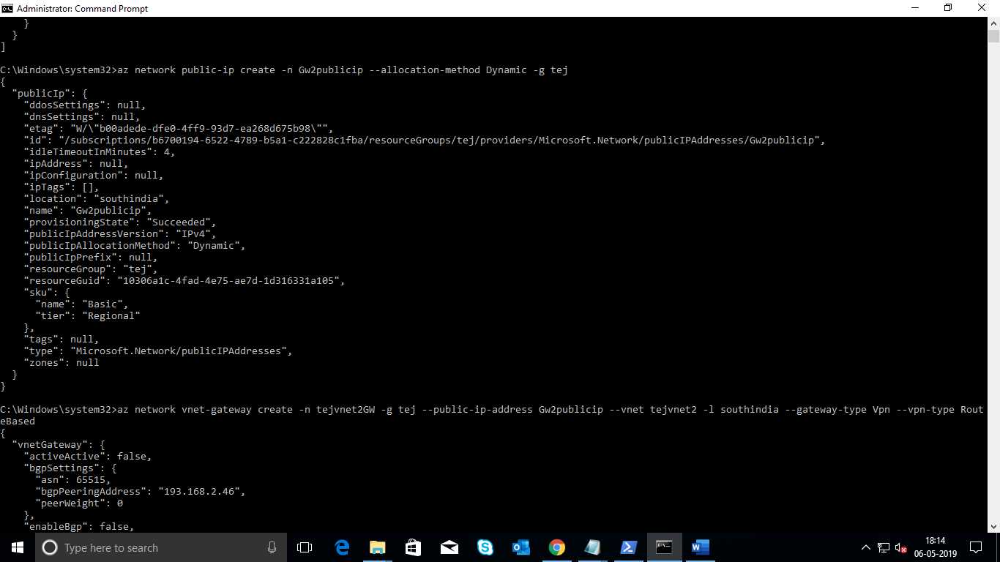 Administrator: Command Prompt
    }
  }
]
C:\Windows\system32>az network public-ip create -n Gw2publicip --allocation-method Dynamic -g tej
{
  "publicIp": {
    "ddosSettings": null,
    "dnsSettings": null,
    "etag": "W/\"b00adede-dfe0-4ff9-93d7-ea268d675b98\"",
    "id": "/subscriptions/b6700194-6522-4789-b5a1-c222828c1fba/resourceGroups/tej/providers/Microsoft.Network/publicIPAddresses/Gw2publicip",
    "idleTimeoutInMinutes": 4,
    "ipAddress": null,
    "ipConfiguration": null,
    "ipTags": [],
    "location": "southindia",
    "name": "Gw2publicip",
    "provisioningState": "Succeeded",
    "publicIpAddressVersion": "IPv4",
    "publicIpAllocationMethod": "Dynamic",
    "publicIpPrefix": null,
    "resourceGroup": "tej",
    "resourceGuid": "10306a1c-4fad-4e75-ae7d-1d316331a105",
    "sku": {
      "name": "Basic",
      "tier": "Regional"
    },
    "tags": null,
    "type": "Microsoft.Network/publicIPAddresses",
    "zones": null
  }
}
C:\Windows\system32>az network vnet-gateway create -n tejvnet2GW -g tej --public-ip-address Gw2publicip --vnet tejvnet2 -l southindia --gateway-type Vpn --vpn-type Rout
eBased
{
  "vnetGateway": {
    "activeActive": false,
    "bgpSettings": {
      "asn": 65515,
      "bgpPeeringAddress": "193.168.2.46",
      "peerWeight": 0
    },
    "enableBgp": false,
Type here to search
18:14
06-05-2019